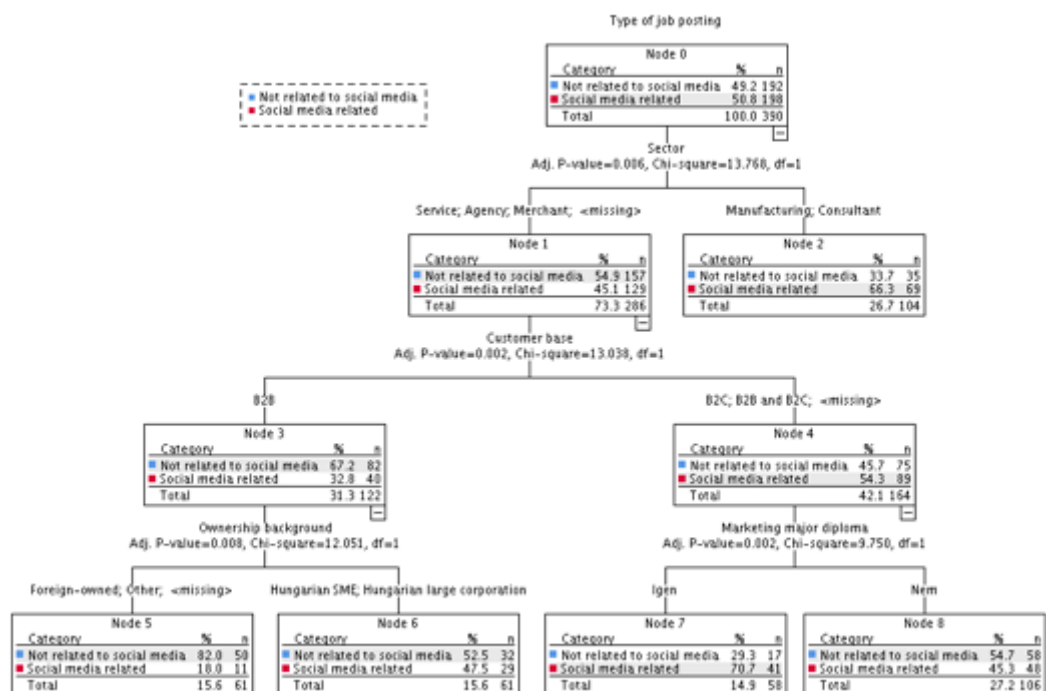 Type of job posting
Node 0
Category % n
Not related to social media 49.2 192
Social media related 50.8 198
Total 100.0 390
Not related to social media
Social media related
Sector
Adj. P-value=0.006, Chi-square=13.768, df=1
Service; Agency; Merchant; <missing>
Manufacturing; Consultant
Node 1
Category % n
Not related to social media 54.9 157
Social media related 45.1 129
Total 73.3 286
Node 2
Category % n
Not related to social media 33.7 35
Social media related 66.3 69
Total 26.7 104
Customer base
Adj. P-value=0.002, Chi-square=13.038, df=1
B2B
B2C; B2B and B2C; <missing>
Node 3
Category % n
Not related to social media 67.2 82
Social media related 32.8 40
Total 31.3 122
Node 4
Category % n
Not related to social media 45.7 75
Social media related 54.3 89
Total 42.1 164
Ownership background
Adj. P-value=0.008, Chi-square=12.051, df=1
Marketing major diploma
Adj. P-value=0.002, Chi-square=9.750, df=1
Foreign-owned; Other; <missing>
Hungarian SME; Hungarian large corporation
Igen
Nem
Node 5
Category % n
Not related to social media 82.0 50
Social media related 18.0 11
Total 15.6 61
Node 6
Category % n
Not related to social media 52.5 32
Social media related 47.5 29
Total 15.6 61
Node 7
Category % n
Not related to social media 29.3 17
Social media related 70.7 41
Total 14.9 58
Node 8
Category % n
Not related to social media 54.7 58
Social media related 45.3 48
Total 27.2 106